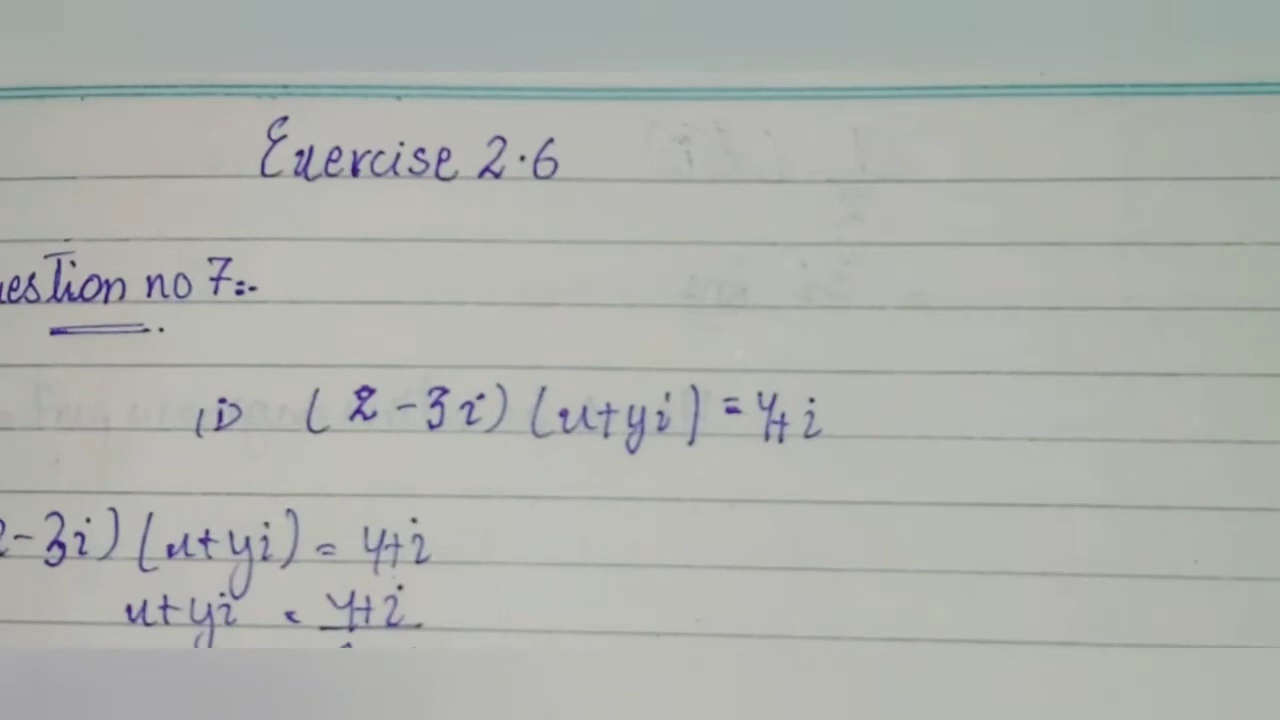 Exercise 2.6
estion no 7:-
(i) (2-3i) (x+yi) = 4+i
-3i) (x+yi) = 4+i
x+yi = 4+i